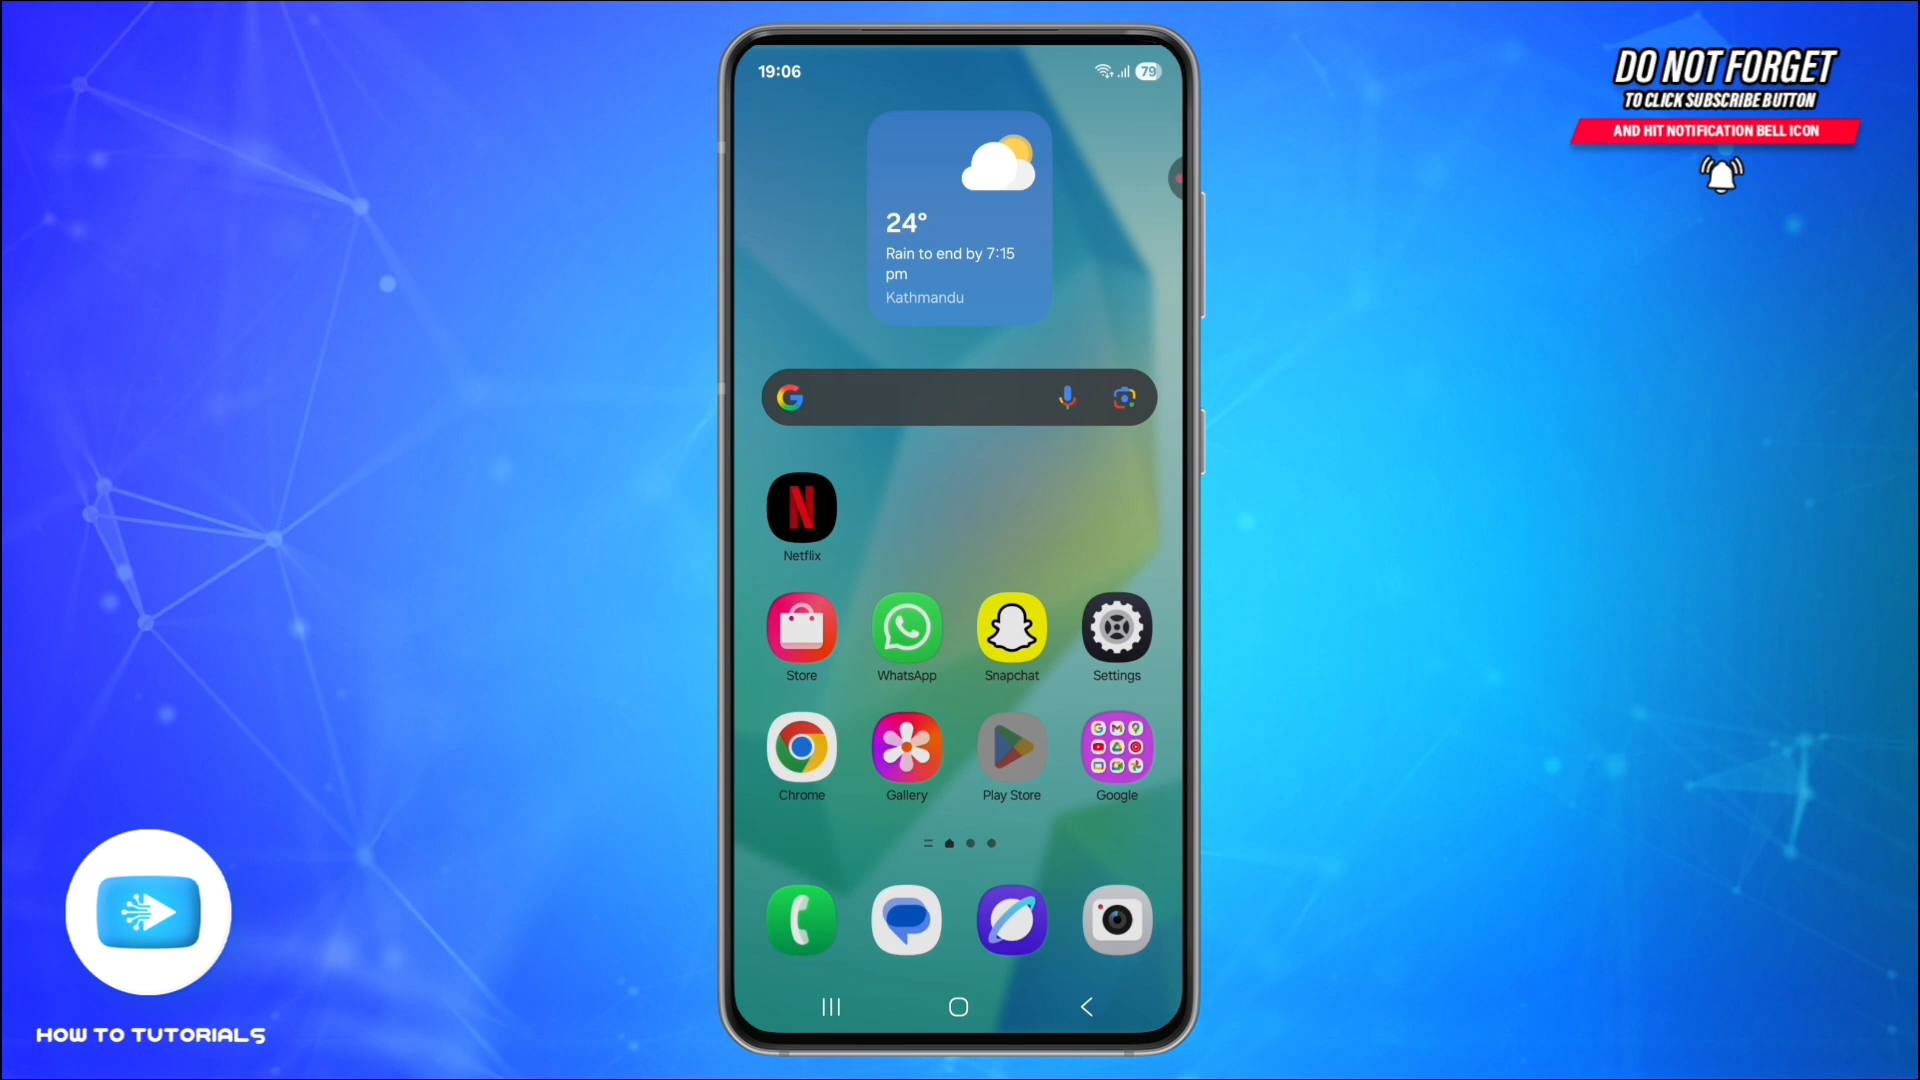 DO NOT FORGET
TO CLICK SUBSCRIBE BUTTON
AND HIT NOTIFICATION BELL ICON
19:06
79
24°
Rain to end by 7:15
pm
Kathmandu
Netflix
Store
WhatsApp
Snapchat
Settings
Chrome
Gallery
Play Store
Google
HOW TO TUTORIALS